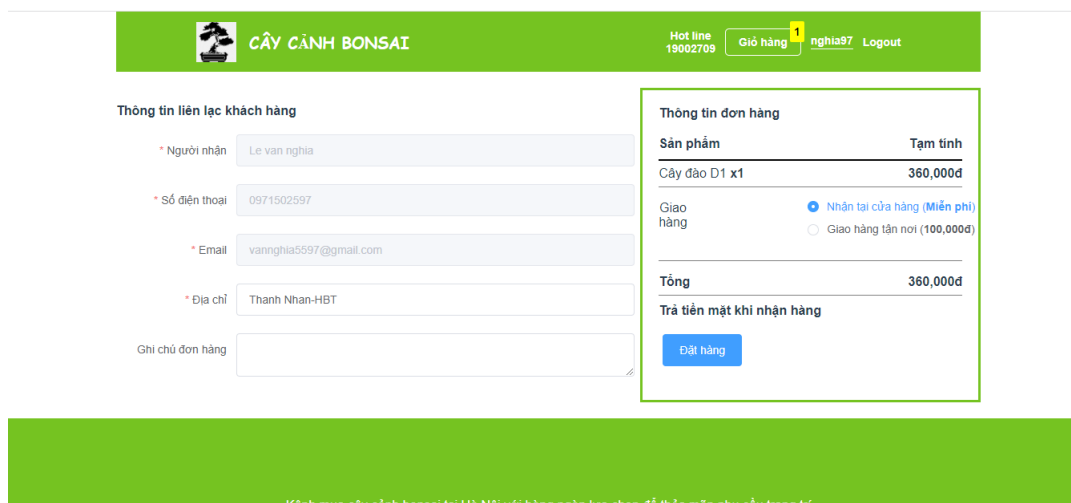 CÂY CẢNH BONSAI
Hot line
19002709
Giỏ hàng
1
nghia97
Logout
Thông tin liên lạc khách hàng
* Người nhận
Le van nghia
* Số điện thoại
0971502597
* Email
vannghia5597@gmail.com
* Địa chỉ
Thanh Nhan-HBT
Ghi chú đơn hàng
Thông tin đơn hàng
Sản phẩm Tạm tính
Cây đào D1 x1 360,000đ
Giao
hàng
Nhận tại cửa hàng (Miễn phí)
Giao hàng tận nơi (100,000đ)
Tổng 360,000đ
Trả tiền mặt khi nhận hàng
Đặt hàng